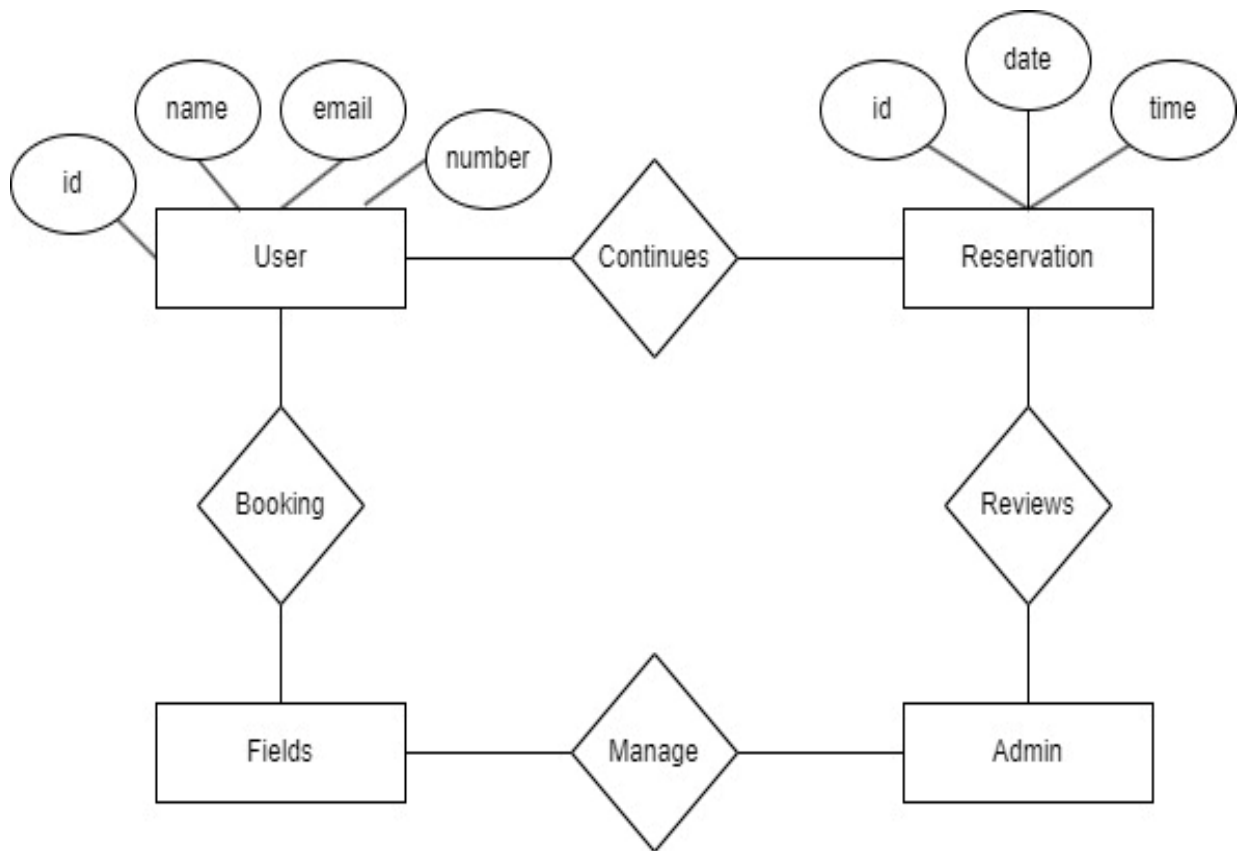 date
name
email
id
time
number
id
User
Continues
Reservation
Booking
Reviews
Fields
Manage
Admin